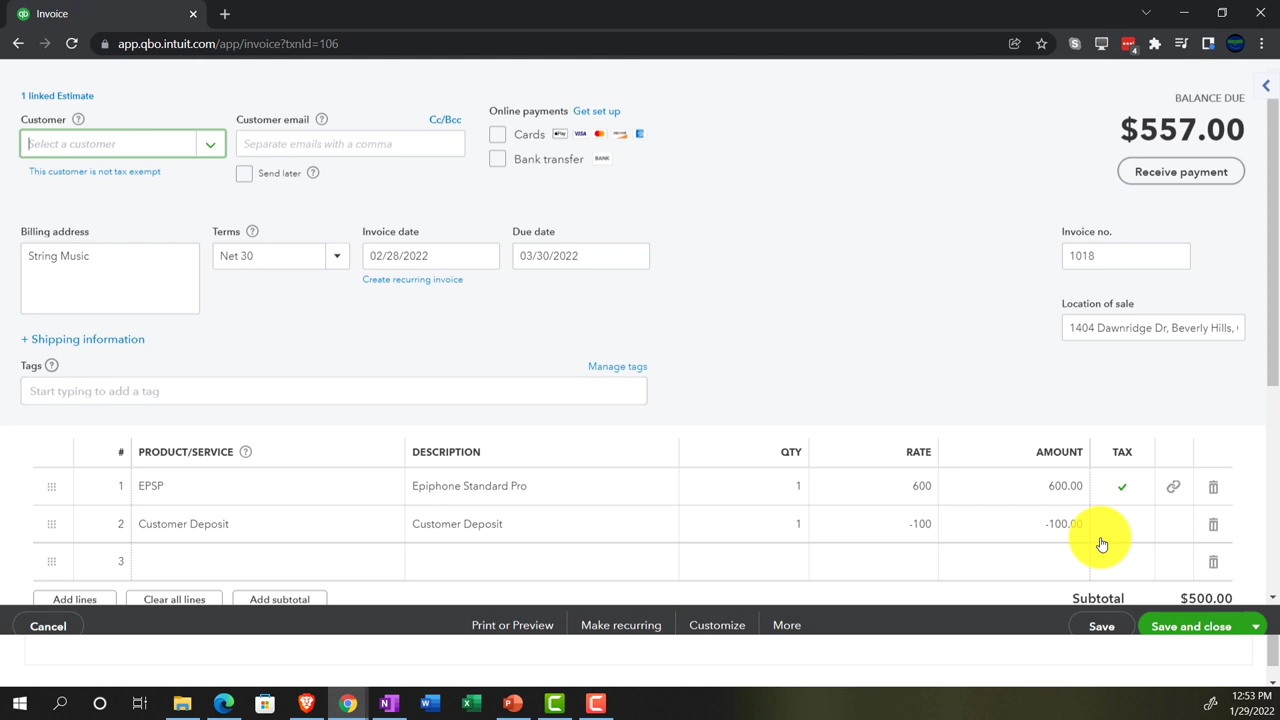 Invoice
app.qbo.intuit.com/app/invoice?txnId=106
4
1 linked Estimate
Customer
Select a customer
This customer is not tax exempt
Customer email
Cc/Bcc
Separate emails with a comma
Send later
Online payments Get set up
Cards
VISA
Bank transfer
BANK
BALANCE DUE
$557.00
Receive payment
Billing address
String Music
Terms
Net 30
Invoice date
02/28/2022
Create recurring invoice
Due date
03/30/2022
Invoice no.
1018
Location of sale
1404 Dawnridge Dr, Beverly Hills,
+ Shipping information
Tags
Manage tags
Start typing to add a tag
# PRODUCT/SERVICE DESCRIPTION QTY RATE AMOUNT TAX
1 EPSP Epiphone Standard Pro 1 600 600.00
2 Customer Deposit Customer Deposit 1 -100 -100.00
3
Add lines Clear all lines Add subtotal Subtotal $500.00
Cancel Print or Preview Make recurring Customize More Save Save and close
12:53 PM
1/29/2022